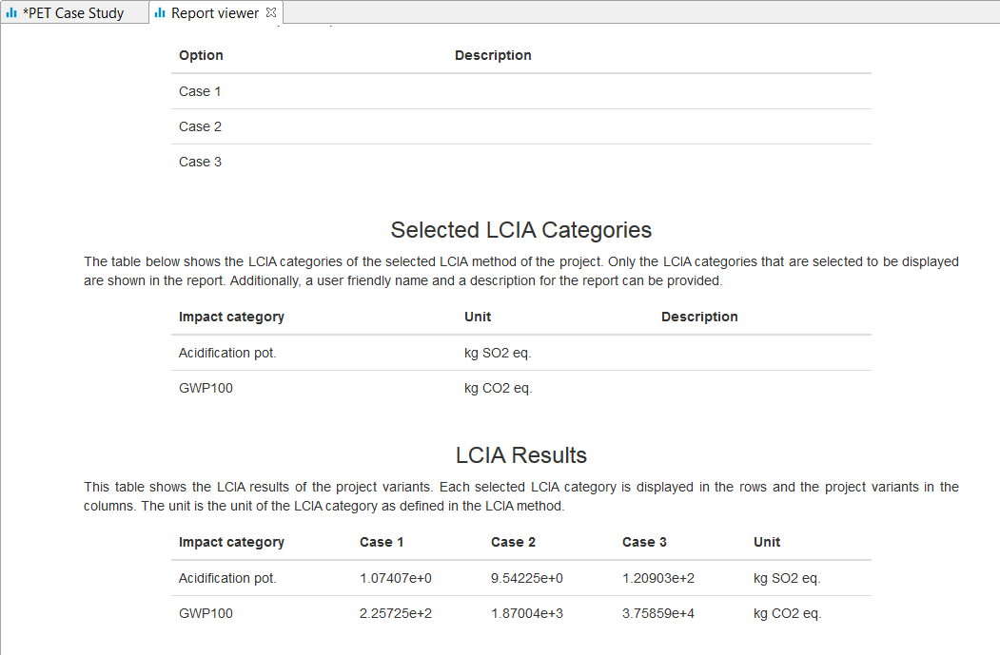 *PET Case Study Report viewer
Option Description
Case 1
Case 2
Case 3
Selected LCIA Categories
The table below shows the LCIA categories of the selected LCIA method of the project. Only the LCIA categories that are selected to be displayed
are shown in the report. Additionally, a user friendly name and a description for the report can be provided.
Impact category Unit Description
Acidification pot. kg SO2 eq.
GWP100 kg CO2 eq.
LCIA Results
This table shows the LCIA results of the project variants. Each selected LCIA category is displayed in the rows and the project variants in the
columns. The unit is the unit of the LCIA category as defined in the LCIA method.
Impact category Case 1 Case 2 Case 3 Unit
Acidification pot. 1.07407e+0 9.54225e+0 1.20903e+2 kg SO2 eq.
GWP100 2.25725e+2 1.87004e+3 3.75859e+4 kg CO2 eq.